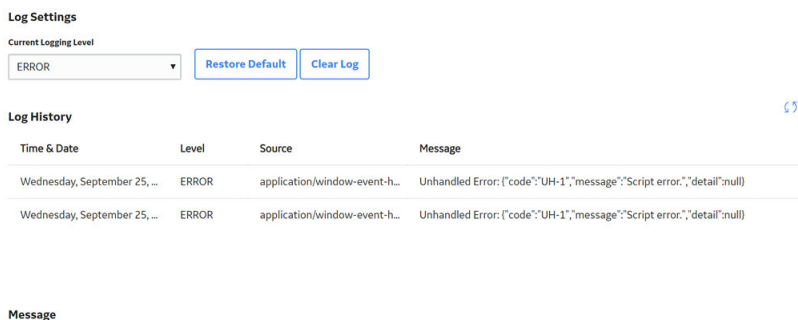 Log Settings
Current Logging Level
ERROR
Restore Default
Clear Log
Log History
Time & Date Level Source Message
Wednesday, September 25, ... ERROR application/window-event-h... Unhandled Error: {"code":"UH-1","message":"Script error.","detail":null}
Wednesday, September 25, ... ERROR application/window-event-h... Unhandled Error: {"code":"UH-1","message":"Script error.","detail":null}
Message